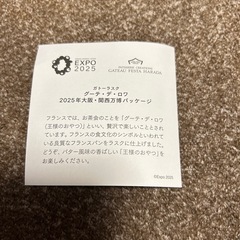 EXPO
2025
GATEAU FESTA HARADA
ガトーラスク
グーテ・デ・ロワ
2025年大阪・関西万博パッケージ
フランスでは、お茶会のことを「グーテ・デ・ロワ
(王様のおやつ)」といい、贅沢で楽しいこととされ
ています。フランスの食文化のシンボルといわれて
いる良質なフランスパンをラスクに仕上げました。
どうぞ、バター風味の香ばしい「王様のおやつ」を
お楽しみください。
©Expo 2025